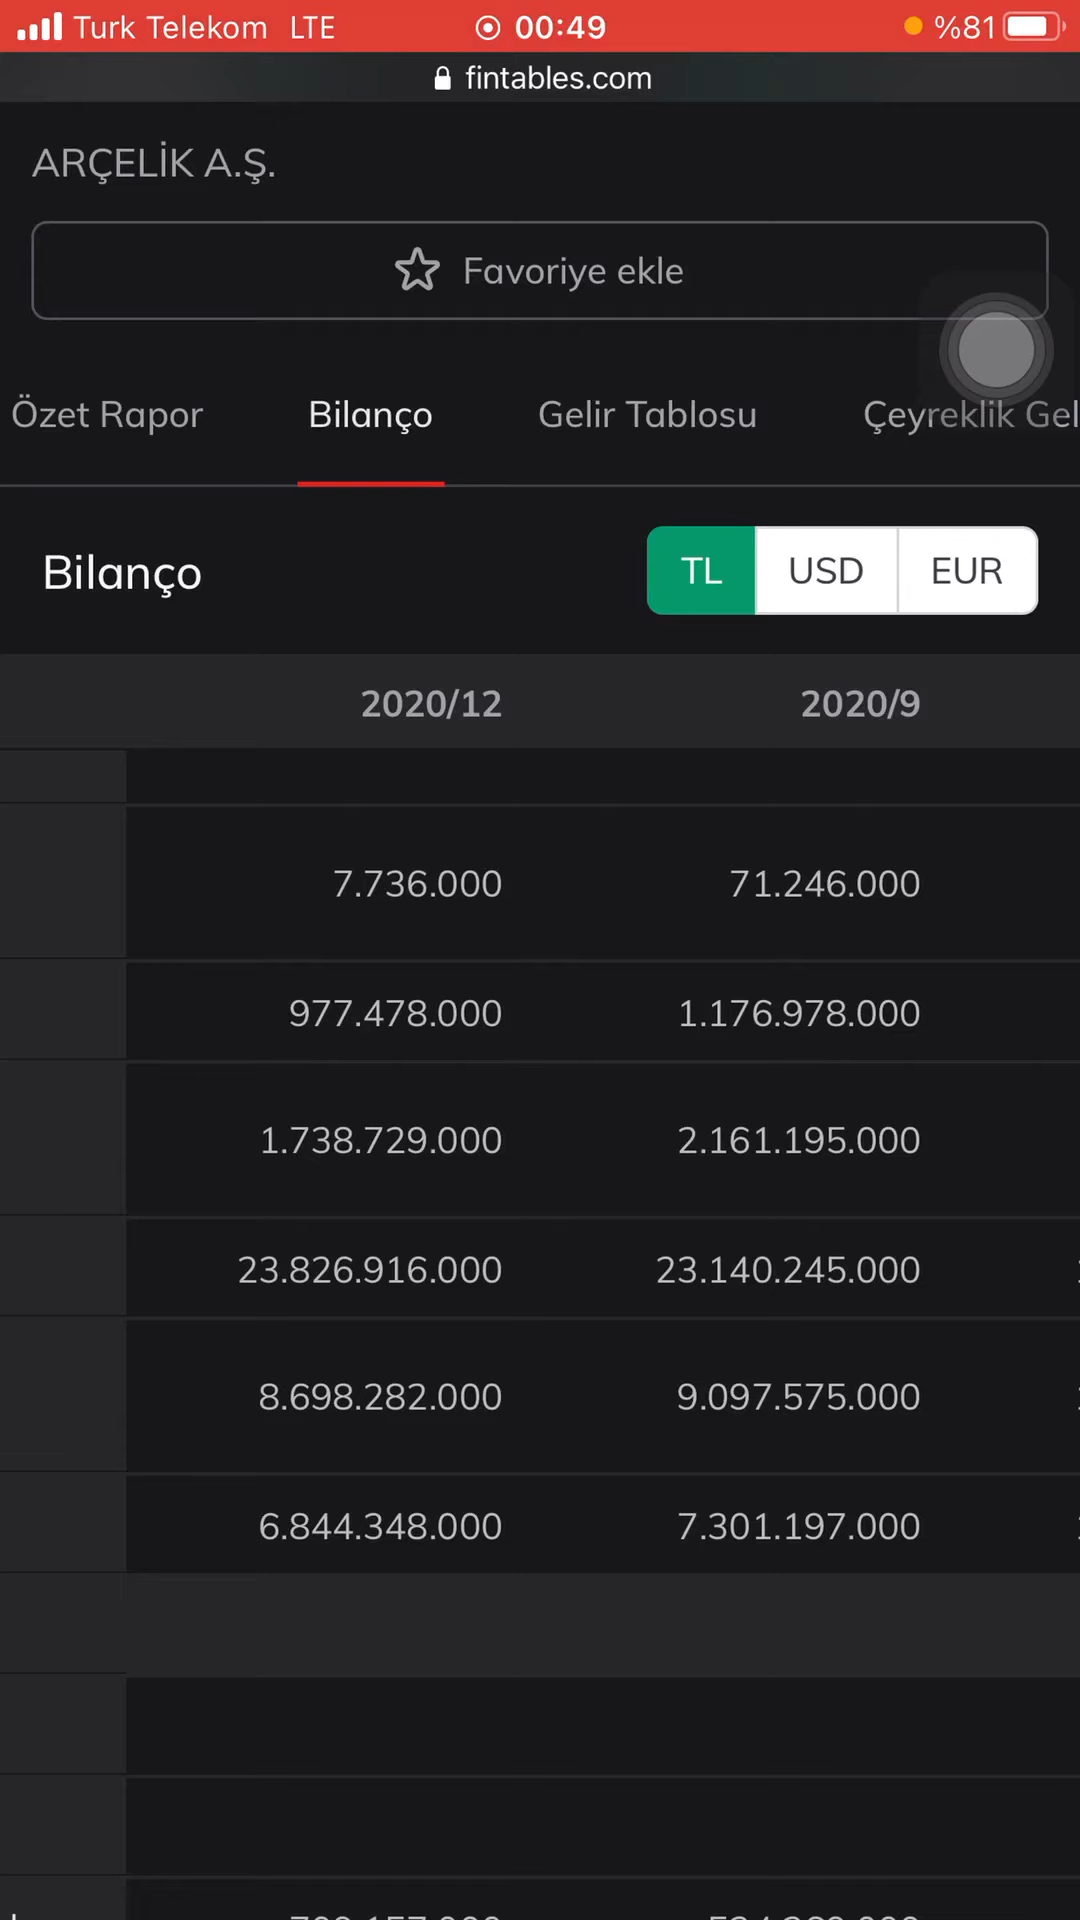 Turk Telekom LTE 00:49 %81
fintables.com
ARÇELİK A.Ş.
Favoriye ekle
Özet Rapor Bilanço Gelir Tablosu Çeyreklik Gel
Bilanço TL USD EUR
2020/12 2020/9
7.736.000 71.246.000
977.478.000 1.176.978.000
1.738.729.000 2.161.195.000
23.826.916.000 23.140.245.000
8.698.282.000 9.097.575.000
6.844.348.000 7.301.197.000